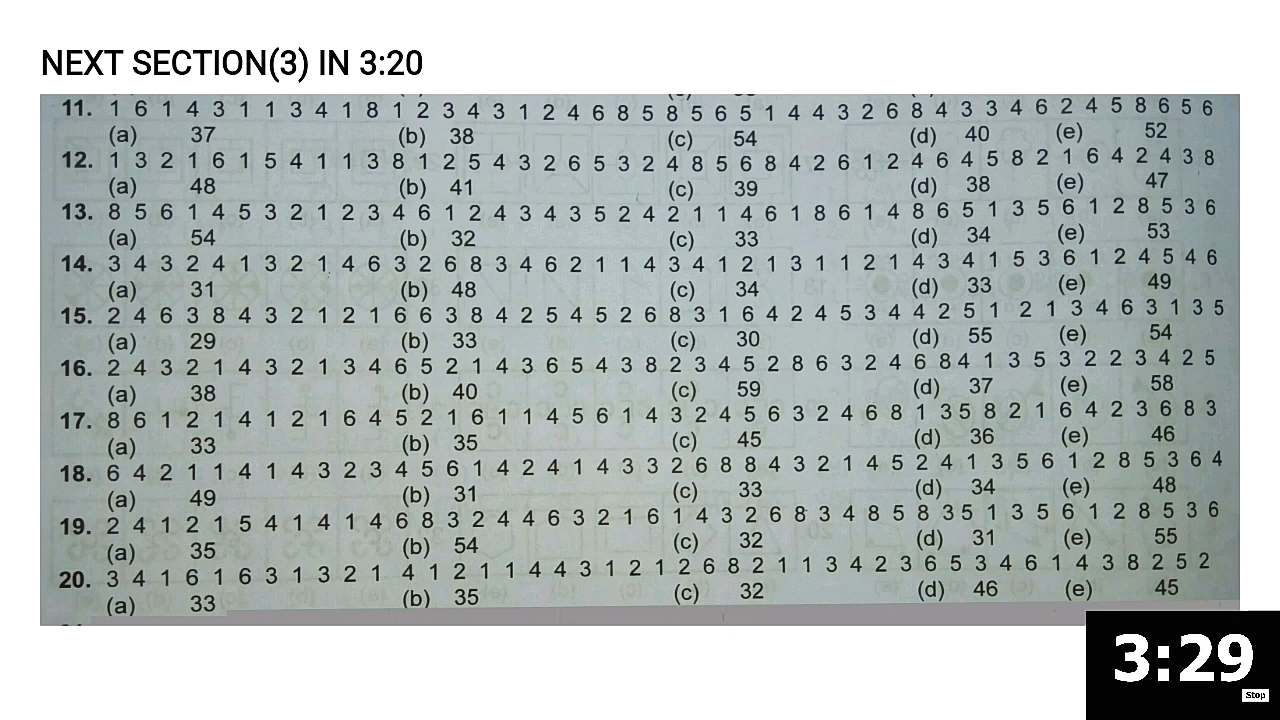 NEXT SECTION(3) IN 3:20
11. 1 6 1 4 3 1 1 3 4 1 8 1 2 3 4 3 1 2 4 6 8 5 8 5 6 5 1 4 4 3 2 6 8 4 3 3 4 6 2 4 5 8 6 5 6
(a) 37 (b) 38 (c) 54 (d) 40 (e) 52
12. 1 3 2 1 6 1 5 4 1 1 3 8 1 2 5 4 3 2 6 5 3 2 4 8 5 6 8 4 2 6 1 2 4 6 4 5 8 2 1 6 4 2 4 3 8
(a) 48 (b) 41 (c) 39 (d) 38 (e) 47
13. 8 5 6 1 4 5 3 2 1 2 3 4 6 1 2 4 3 4 3 5 2 4 2 1 1 4 6 1 8 6 1 4 8 6 5 1 3 5 6 1 2 8 5 3 6
(a) 54 (b) 32 (c) 33 (d) 34 (e) 53
14. 3 4 3 2 4 1 3 2 1 4 6 3 2 6 8 3 4 6 2 1 1 4 3 4 1 2 1 3 1 1 2 1 4 3 4 1 5 3 6 1 2 4 5 4 6
(a) 31 (b) 48 (c) 34 (d) 33 (e) 49
15. 2 4 6 3 8 4 3 2 1 2 1 6 6 3 8 4 2 5 4 5 2 6 8 3 1 6 4 2 4 5 3 4 4 2 5 1 2 1 3 4 6 3 1 3 5
(a) 29 (b) 33 (c) 30 (d) 55 (e) 54
16. 2 4 3 2 1 4 3 2 1 3 4 6 5 2 1 4 3 6 5 4 3 8 2 3 4 5 2 8 6 3 2 4 6 8 4 1 3 5 3 2 2 3 4 2 5
(a) 38 (b) 40 (c) 59 (d) 37 (e) 58
17. 8 6 1 2 1 4 1 2 1 6 4 5 2 1 6 1 1 4 5 6 1 4 3 2 4 5 6 3 2 4 6 8 1 3 5 8 2 1 6 4 2 3 6 8 3
(a) 33 (b) 35 (c) 45 (d) 36 (e) 46
18. 6 4 2 1 1 4 1 4 3 2 3 4 5 6 1 4 2 4 1 4 3 3 2 6 8 8 4 3 2 1 4 5 2 4 1 3 5 6 1 2 8 5 3 6 4
(a) 49 (b) 31 (c) 33 (d) 34 (e) 48
19. 2 4 1 2 1 5 4 1 4 1 4 6 8 3 2 4 4 6 3 2 1 6 1 4 3 2 6 8 3 4 8 5 8 3 5 1 3 5 6 1 2 8 5 3 6
(a) 35 (b) 54 (c) 32 (d) 31 (e) 55
20. 3 4 1 6 1 6 3 1 3 2 1 4 1 2 1 1 4 4 3 1 2 1 2 6 8 2 1 1 3 4 2 3 6 5 3 4 6 1 4 3 8 2 5 2
(a) 33 (b) 35 (c) 32 (d) 46 (e) 45
3:29
Stop